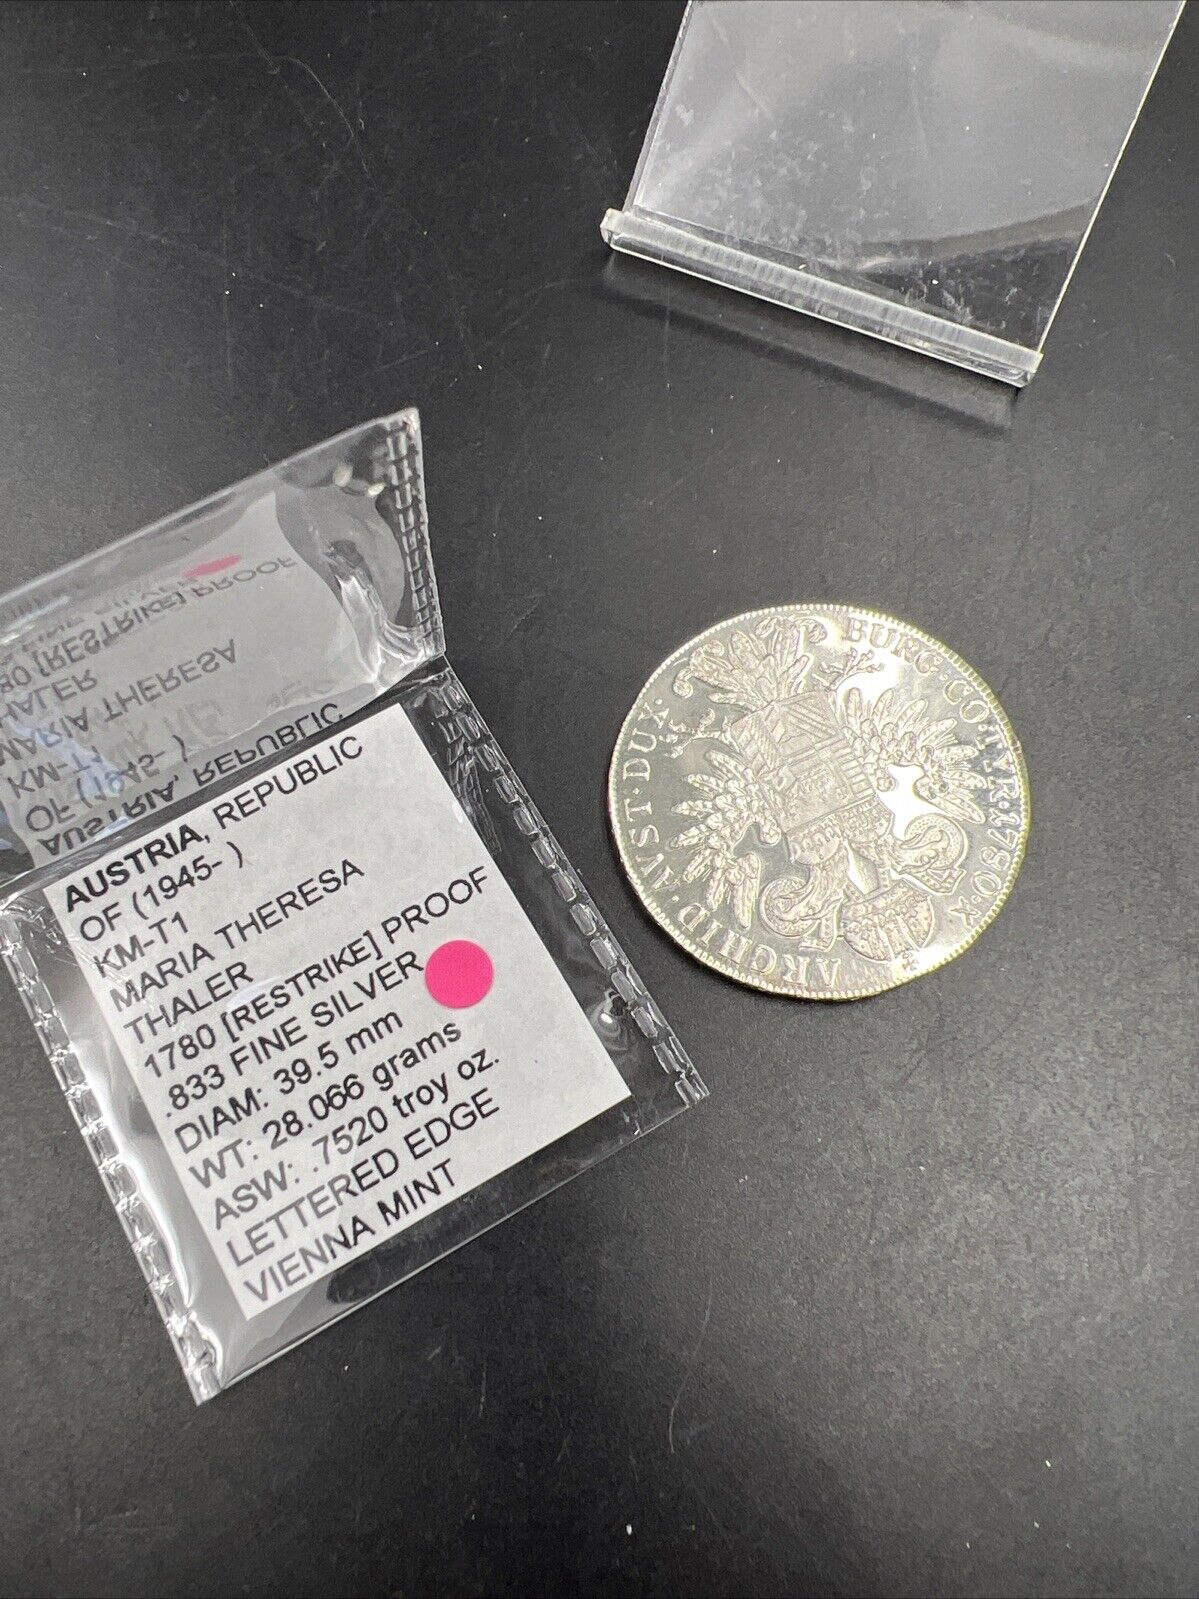 AUSTRIA, REPUBLIC
OF (1945- )
KM-T1
MARIA THERESA
THALER
1780 [RESTRIKE] PROOF
.833 FINE SILVER
DIAM: 39.5 mm
WT: 28.066 grams
ASW: .7520 troy oz.
LETTERED EDGE
VIENNA MINT
ARCHID·AVST·DUX·
BURG·CO·TYR·1780·X